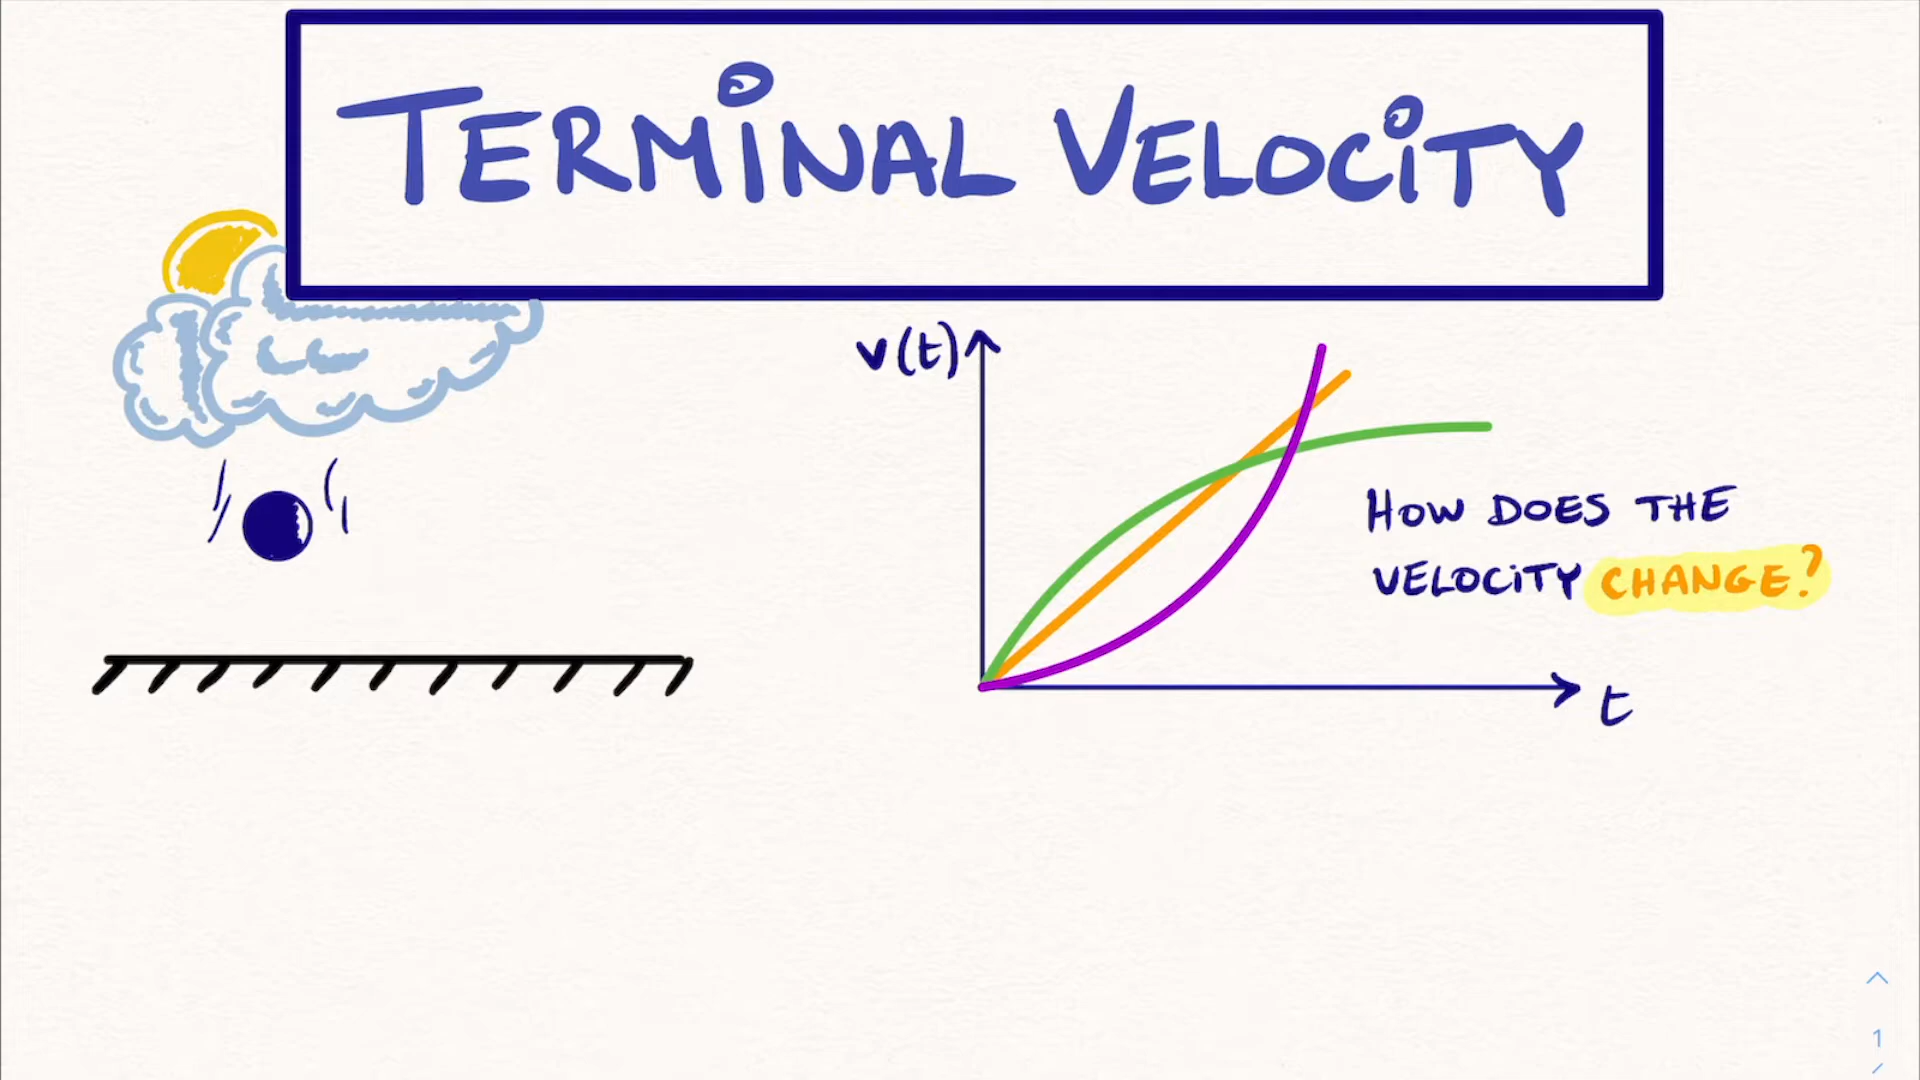 TERMINAL VELOCITY
v(t)
HOW DOES THE
VELOCITY CHANGE?
t
1